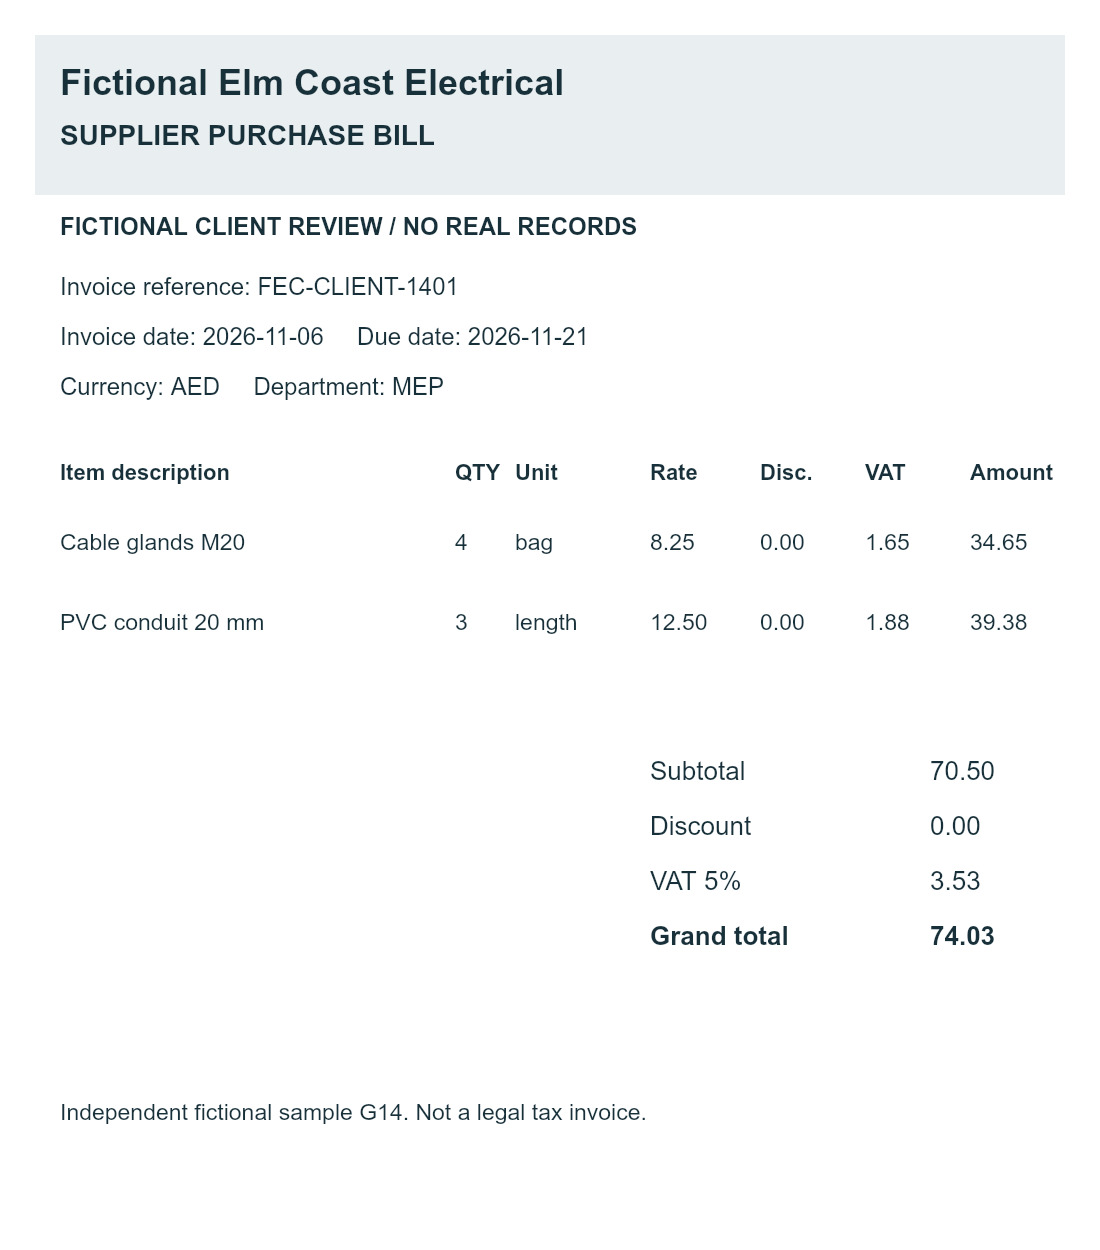 Fictional Elm Coast Electrical
SUPPLIER PURCHASE BILL
FICTIONAL CLIENT REVIEW / NO REAL RECORDS
Invoice reference: FEC-CLIENT-1401
Invoice date: 2026-11-06 Due date: 2026-11-21
Currency: AED Department: MEP
Item description QTY Unit Rate Disc. VAT Amount
Cable glands M20 4 bag 8.25 0.00 1.65 34.65
PVC conduit 20 mm 3 length 12.50 0.00 1.88 39.38
Subtotal 70.50
Discount 0.00
VAT 5% 3.53
Grand total 74.03
Independent fictional sample G14. Not a legal tax invoice.